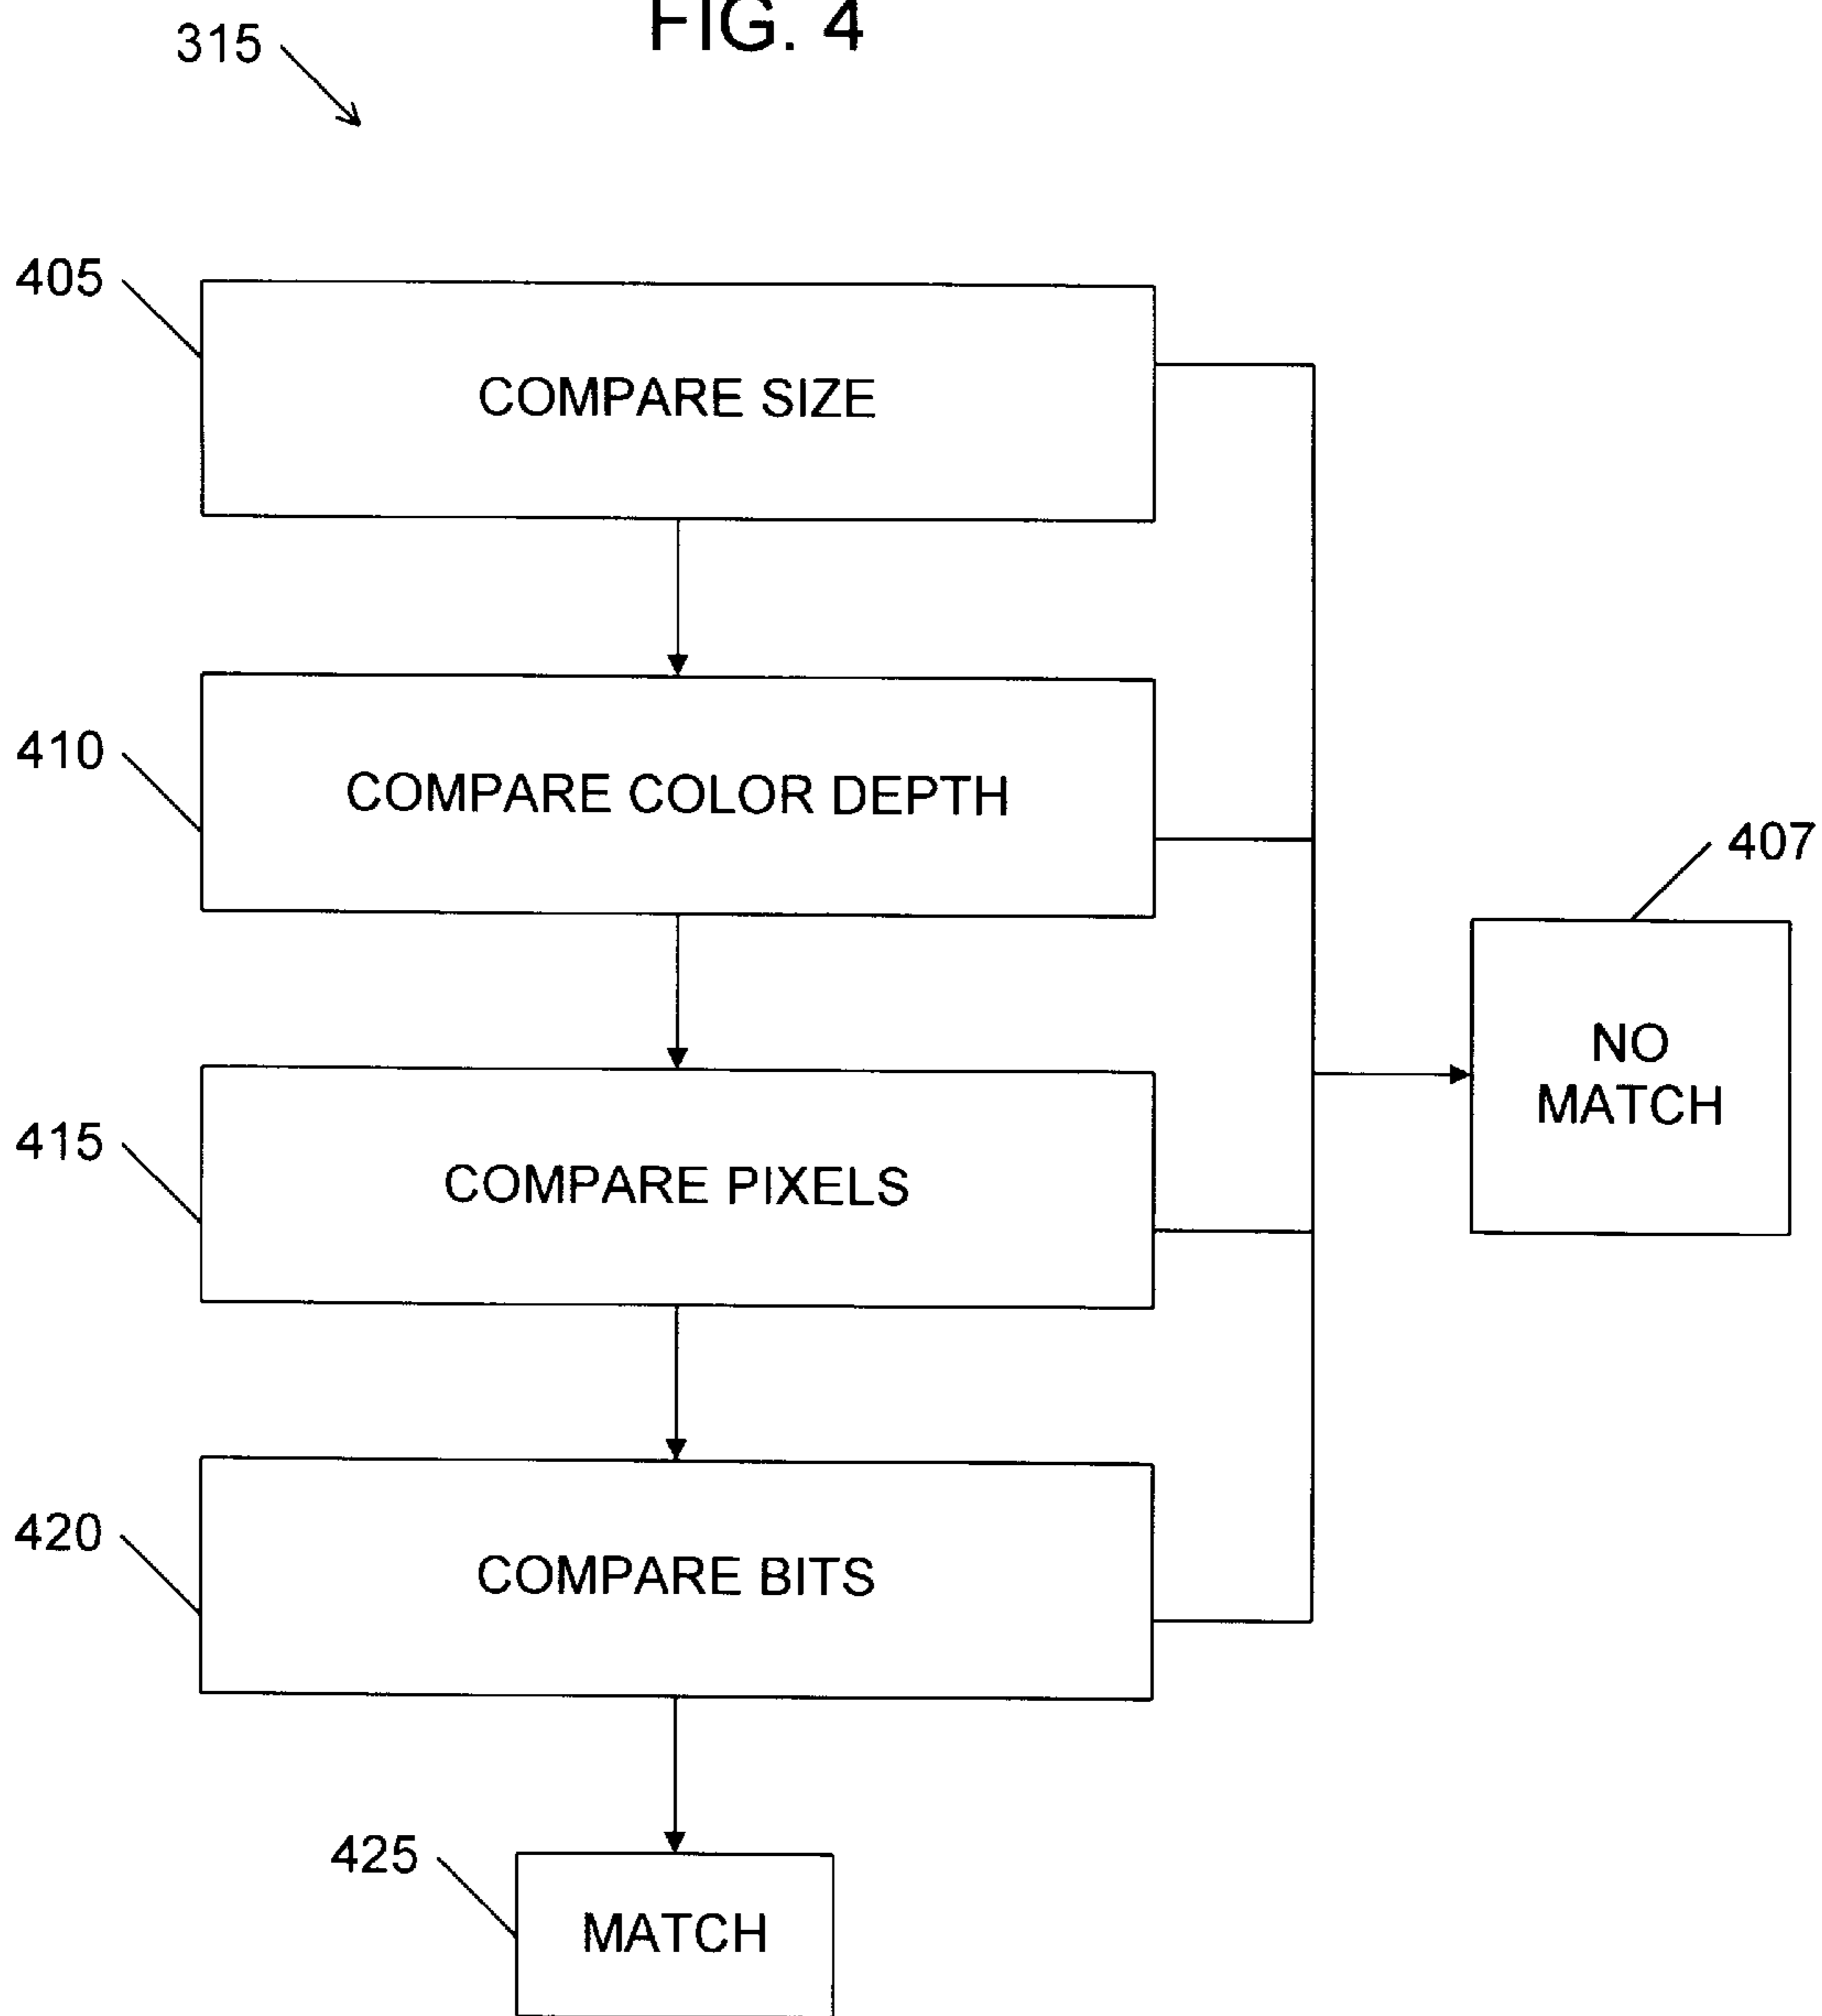 FIG. 4
315
405
COMPARE SIZE
410
COMPARE COLOR DEPTH
407
NO
MATCH
415
COMPARE PIXELS
420
COMPARE BITS
425
MATCH